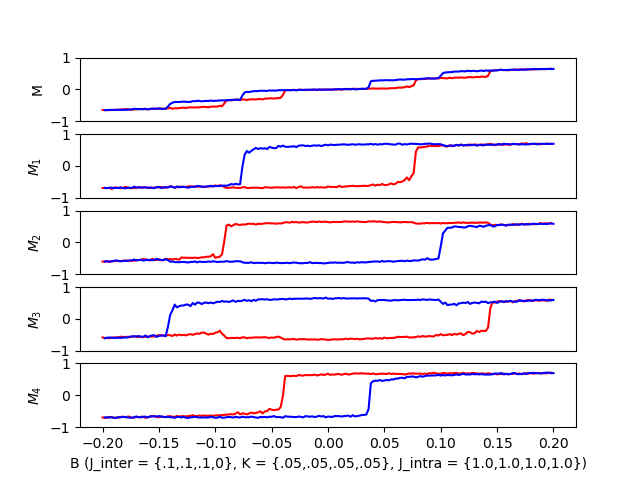 1
0
−1
M
1
0
−1
M₁
1
0
−1
M₂
1
0
−1
M₃
1
0
−1
M₄
−0.20 −0.15 −0.10 −0.05 0.00 0.05 0.10 0.15 0.20
B (J_inter = {.1,.1,.1,0}, K = {.05,.05,.05,.05}, J_intra = {1.0,1.0,1.0,1.0})